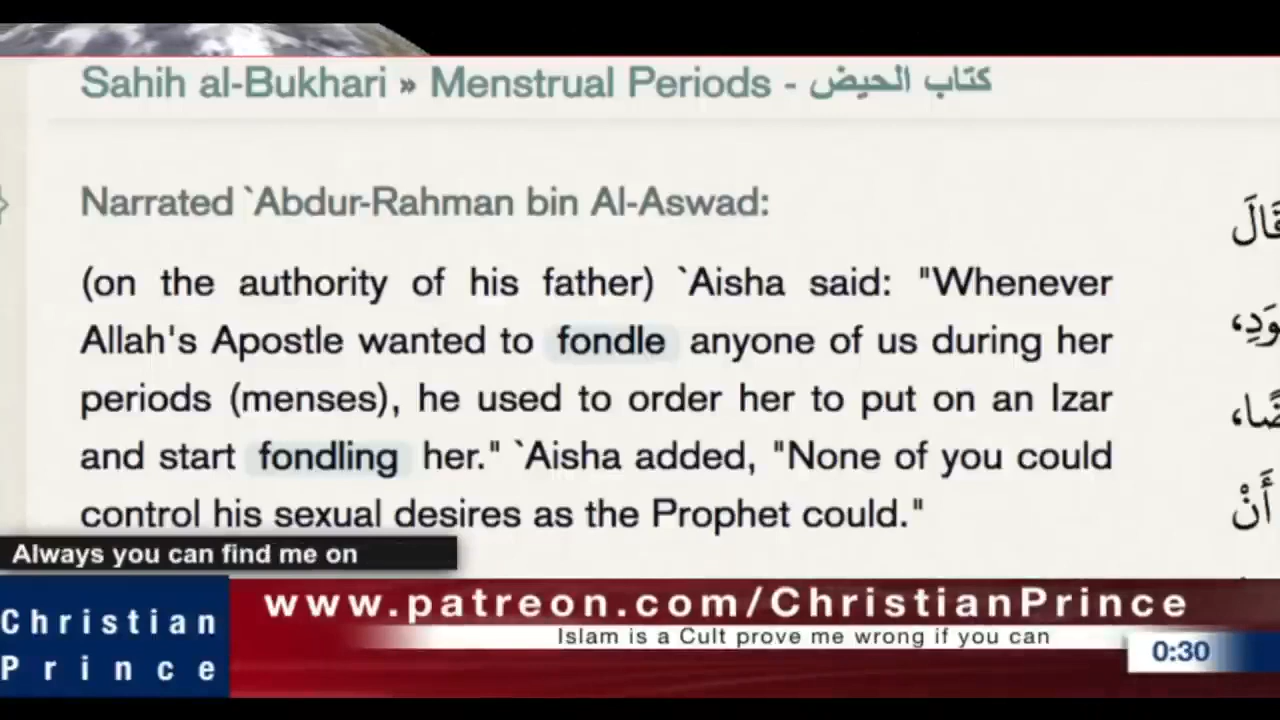 Sahih al-Bukhari » Menstrual Periods - كتاب الحيض
Narrated `Abdur-Rahman bin Al-Aswad:
(on the authority of his father) `Aisha said: "Whenever
Allah's Apostle wanted to fondle anyone of us during her
periods (menses), he used to order her to put on an Izar
and start fondling her." `Aisha added, "None of you could
control his sexual desires as the Prophet could."
قَالَ
وَدِ،
ضًا،
أَنْ
Always you can find me on
Christian
Prince
www.patreon.com/ChristianPrince
Islam is a Cult prove me wrong if you can
0:30